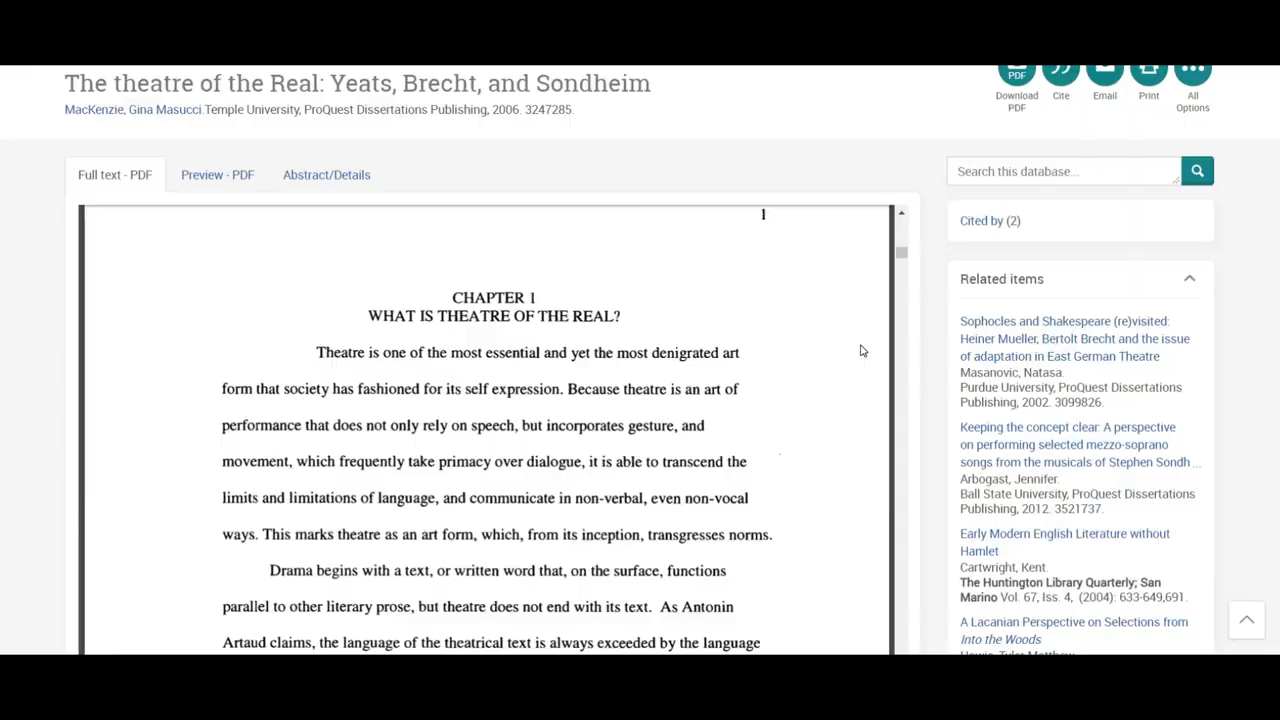 The theatre of the Real: Yeats, Brecht, and Sondheim
MacKenzie, Gina Masucci.Temple University, ProQuest Dissertations Publishing, 2006. 3247285.
PDF
Download
PDF
Cite
Email
Print
All
Options
Full text - PDF
Preview - PDF
Abstract/Details
1
CHAPTER 1
WHAT IS THEATRE OF THE REAL?
Theatre is one of the most essential and yet the most denigrated art
form that society has fashioned for its self expression. Because theatre is an art of
performance that does not only rely on speech, but incorporates gesture, and
movement, which frequently take primacy over dialogue, it is able to transcend the
limits and limitations of language, and communicate in non-verbal, even non-vocal
ways. This marks theatre as an art form, which, from its inception, transgresses norms.
Drama begins with a text, or written word that, on the surface, functions
parallel to other literary prose, but theatre does not end with its text. As Antonin
Artaud claims, the language of the theatrical text is always exceeded by the language
Search this database...
Cited by (2)
Related items
Sophocles and Shakespeare (re)visited:
Heiner Mueller, Bertolt Brecht and the issue
of adaptation in East German Theatre
Masanovic, Natasa.
Purdue University, ProQuest Dissertations
Publishing, 2002. 3099826.
Keeping the concept clear: A perspective
on performing selected mezzo-soprano
songs from the musicals of Stephen Sondh ...
Arbogast, Jennifer.
Ball State University, ProQuest Dissertations
Publishing, 2012. 3521737.
Early Modern English Literature without
Hamlet
Cartwright, Kent.
The Huntington Library Quarterly; San
Marino Vol. 67, Iss. 4, (2004): 633-649,691.
A Lacanian Perspective on Selections from
Into the Woods